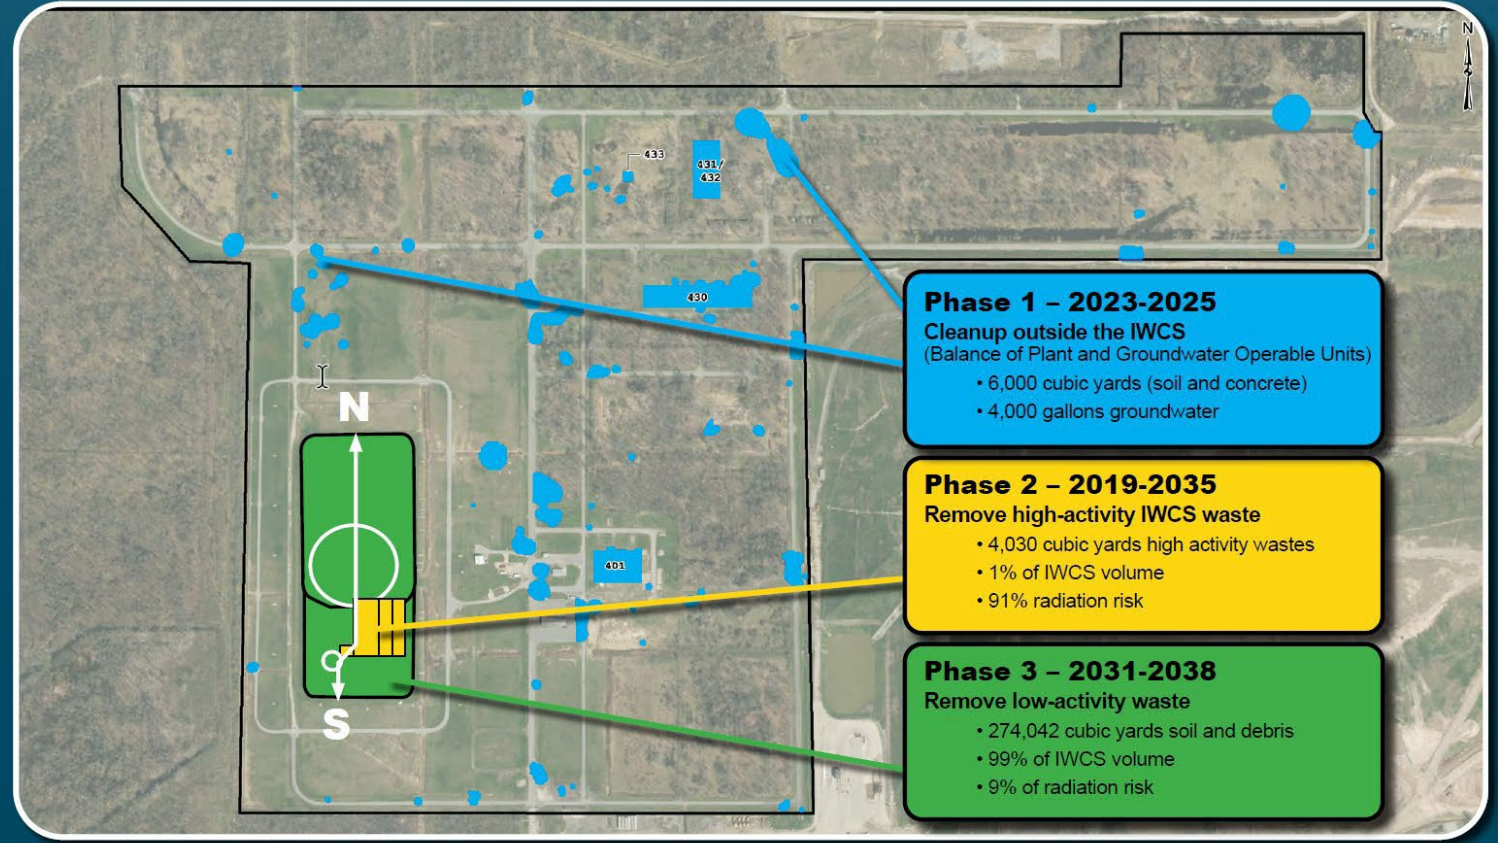 N
433
431/
432
430
Phase 1 – 2023-2025
Cleanup outside the IWCS
(Balance of Plant and Groundwater Operable Units)
• 6,000 cubic yards (soil and concrete)
• 4,000 gallons groundwater
N
Phase 2 – 2019-2035
Remove high-activity IWCS waste
• 4,030 cubic yards high activity wastes
• 1% of IWCS volume
• 91% radiation risk
401
S
Phase 3 – 2031-2038
Remove low-activity waste
• 274,042 cubic yards soil and debris
• 99% of IWCS volume
• 9% of radiation risk